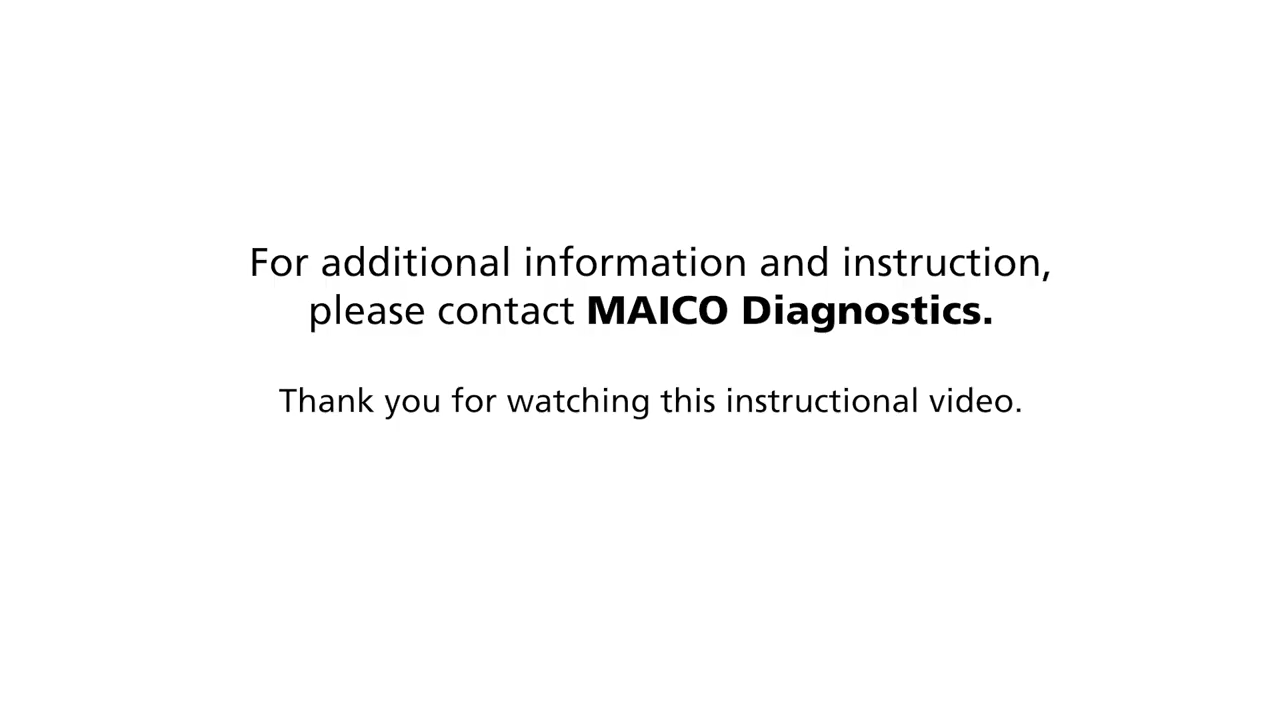 For additional information and instruction,
please contact MAICO Diagnostics.
Thank you for watching this instructional video.